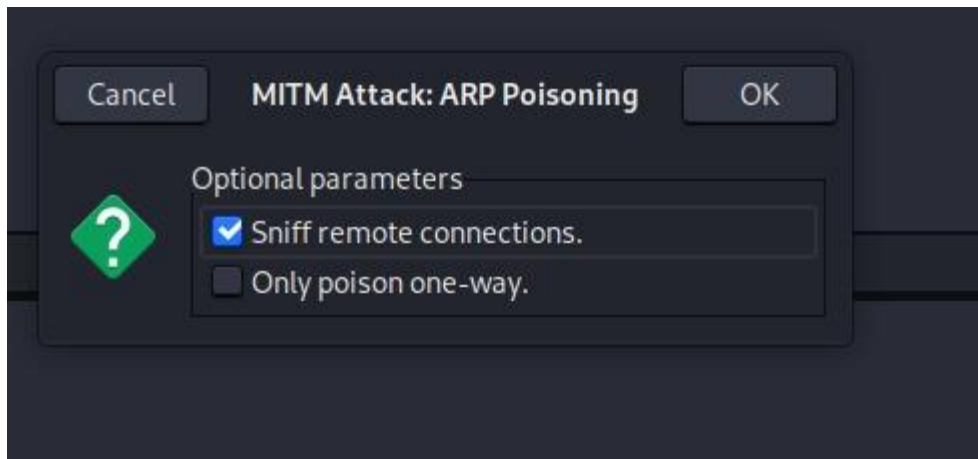 Cancel MITM Attack: ARP Poisoning OK
Optional parameters
?
Sniff remote connections.
Only poison one-way.